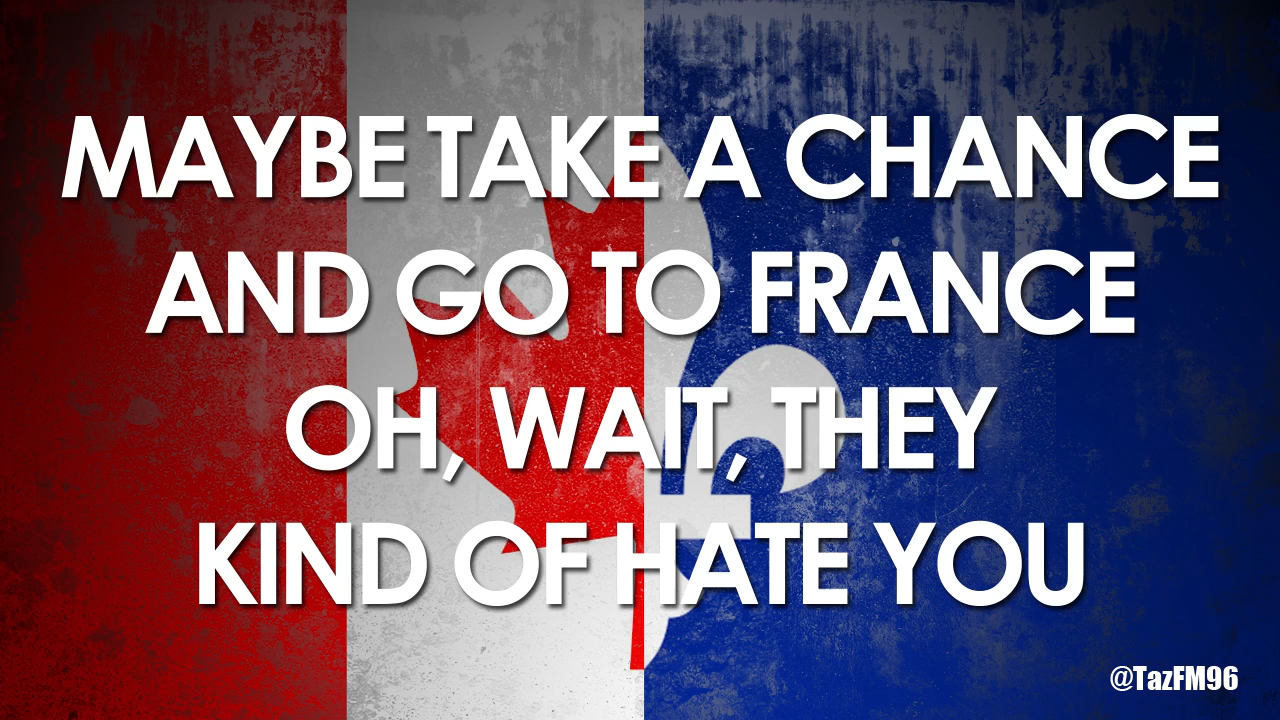 MAYBE TAKE A CHANCE
AND GO TO FRANCE
OH, WAIT, THEY
KIND OF HATE YOU
@TazFM96